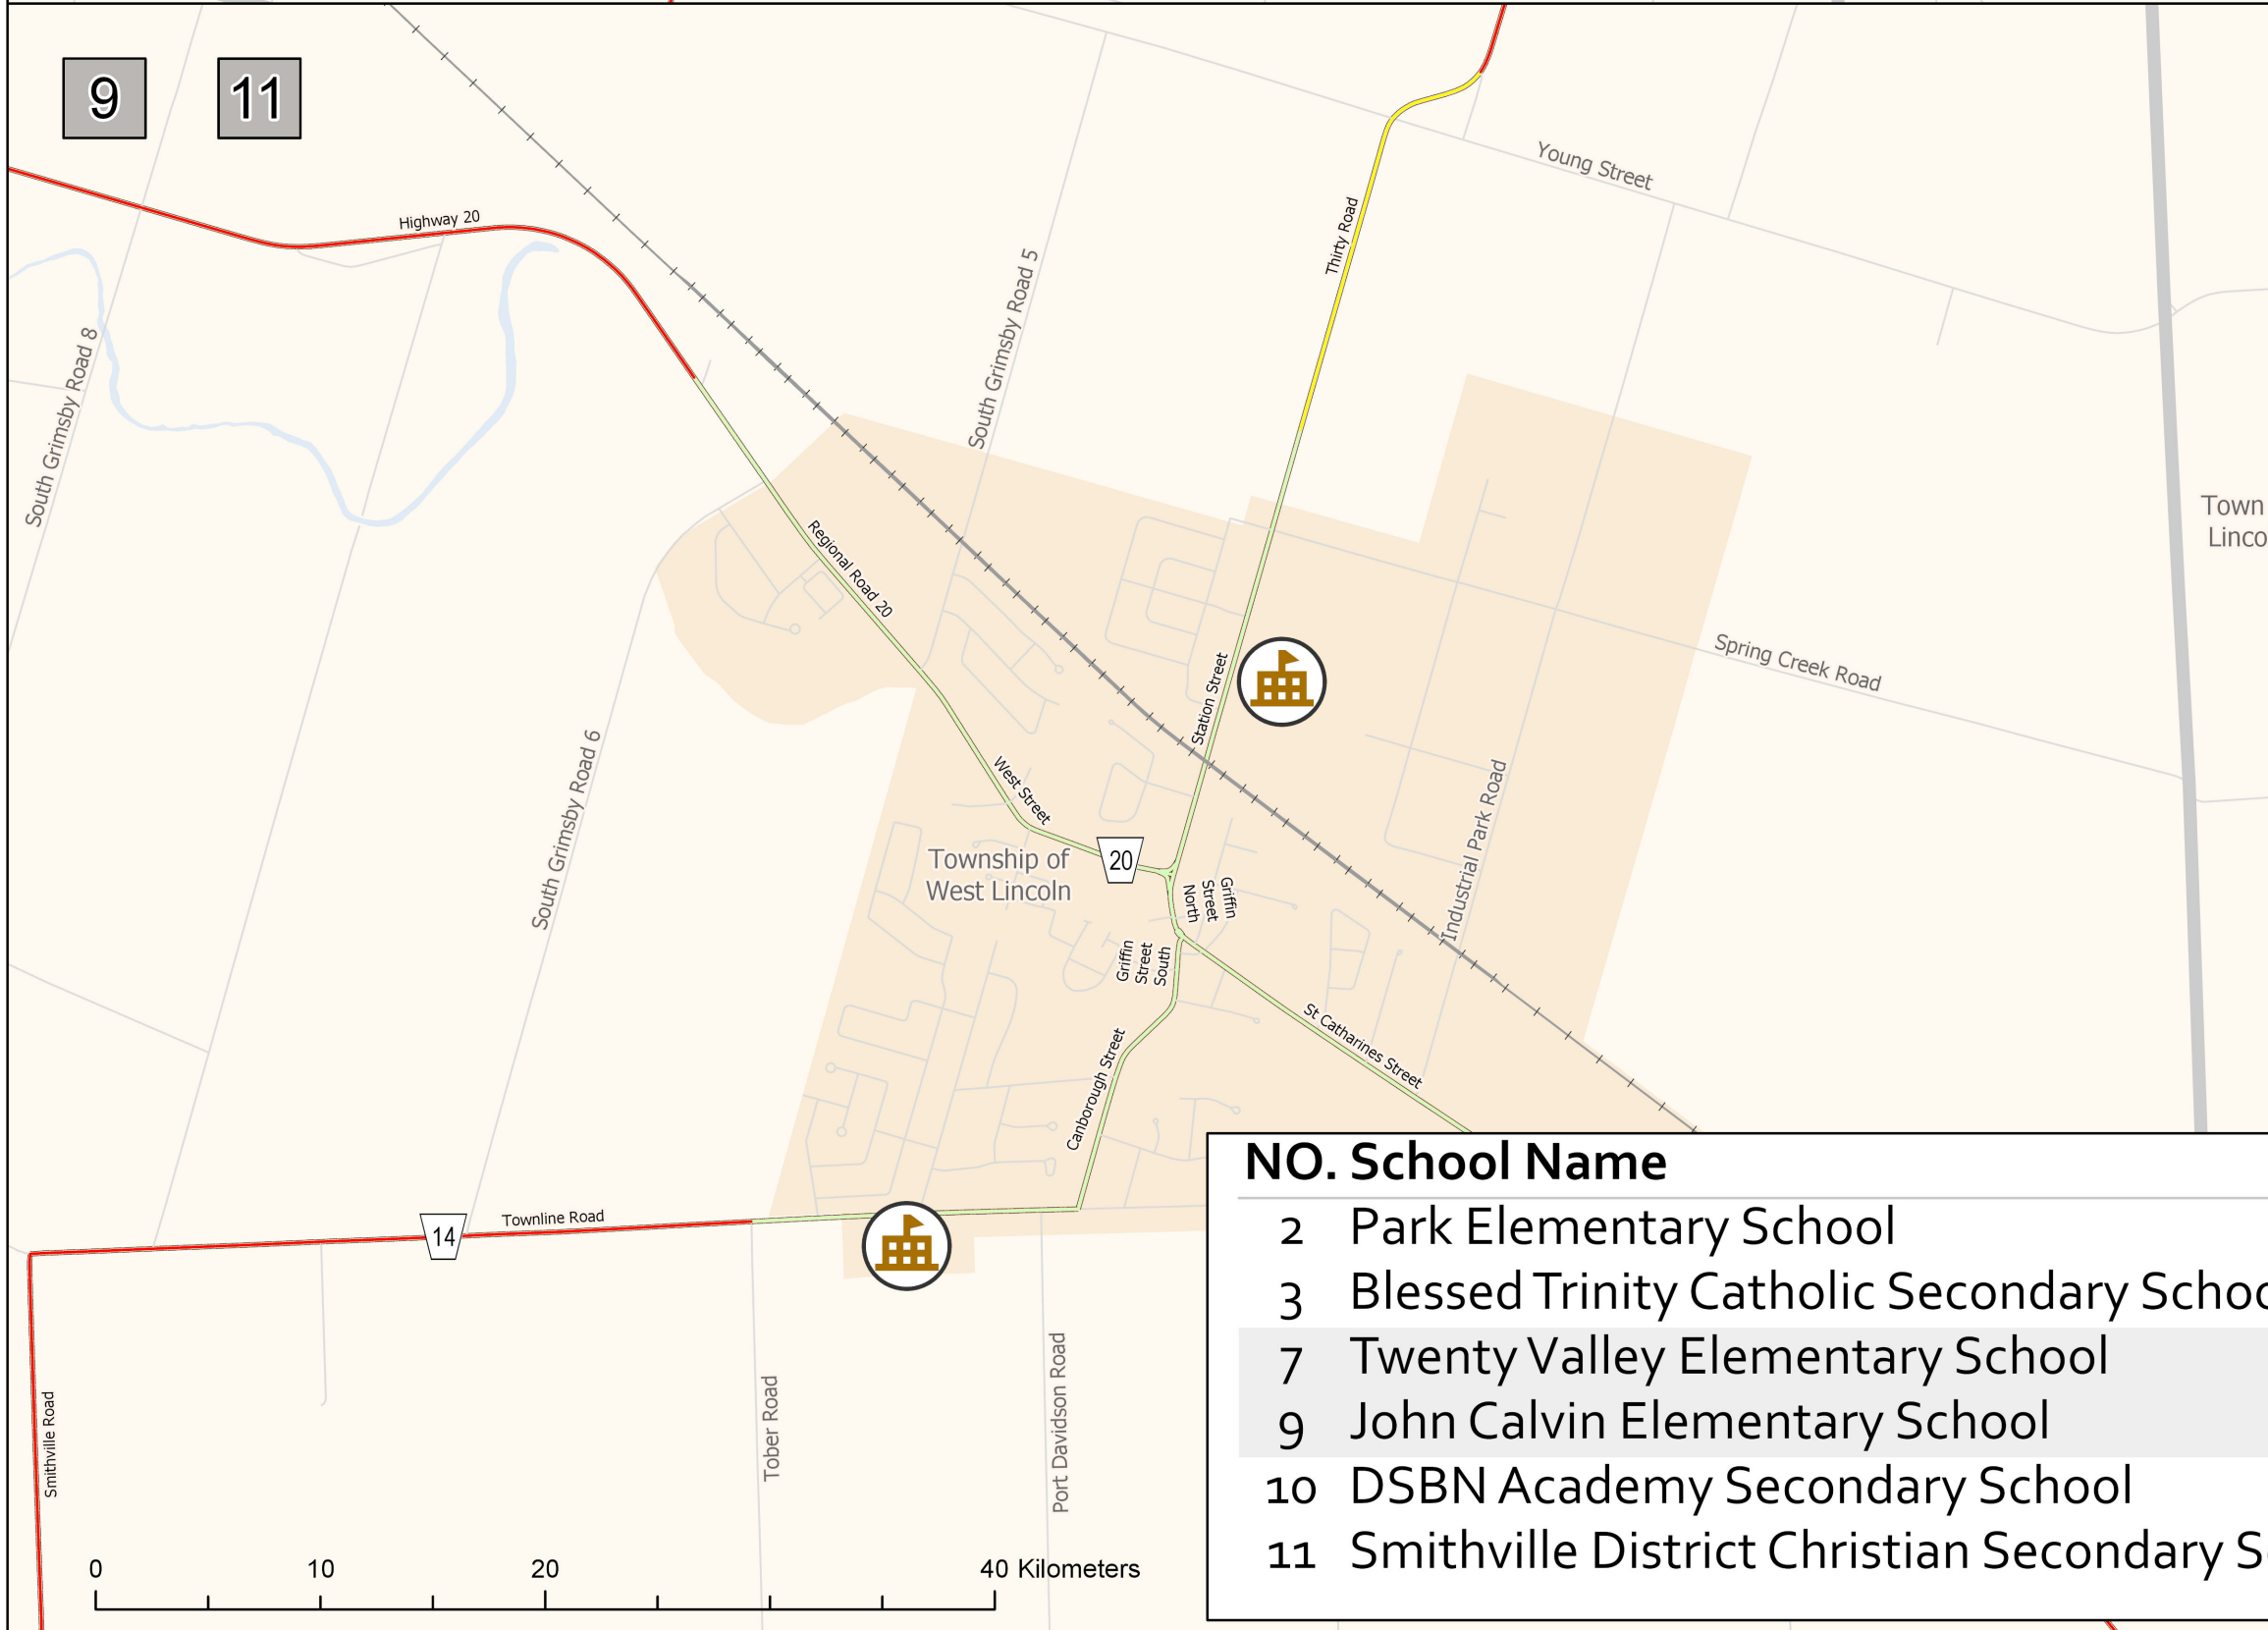 9
11
Highway 20
Young Street
Thirty Road
South Grimsby Road 5
South Grimsby Road 8
Regional Road 20
Town
Linco
Spring Creek Road
Station Street
South Grimsby Road 6
West Street
Industrial Park Road
Township of
West Lincoln
20
Griffin
Street
North
Griffin
Street
South
St Catharines Street
Canborough Street
14
Townline Road
Smithville Road
Tober Road
Port Davidson Road
0 10 20 40 Kilometers
NO. School Name
2 Park Elementary School
3 Blessed Trinity Catholic Secondary Schoo
7 Twenty Valley Elementary School
9 John Calvin Elementary School
10 DSBN Academy Secondary School
11 Smithville District Christian Secondary S